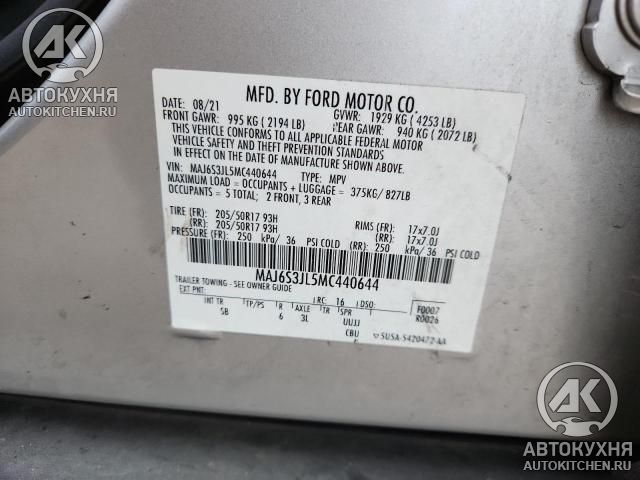 AK
АВТОКУХНЯ
AUTOKITCHEN.RU
MFD. BY FORD MOTOR CO.
DATE: 08/21 GVWR: 1929 KG ( 4253 LB)
FRONT GAWR: 995 KG ( 2194 LB) REAR GAWR: 940 KG ( 2072 LB)
THIS VEHICLE CONFORMS TO ALL APPLICABLE FEDERAL MOTOR
VEHICLE SAFETY AND THEFT PREVENTION STANDARDS
IN EFFECT ON THE DATE OF MANUFACTURE SHOWN ABOVE.
VIN: MAJ6S3JL5MC440644 TYPE: MPV
MAXIMUM LOAD = OCCUPANTS + LUGGAGE = 375KG/ 827LB
OCCUPANTS = 5 TOTAL; 2 FRONT, 3 REAR
TIRE (FR): 205/50R17 93H RIMS (FR): 17x7.0J
(RR): 205/50R17 93H (RR): 17x7.0J
PRESSURE (FR): 250 kPa/ 36 PSI COLD (RR): 250 kPa/ 36 PSI COLD
MAJ6S3JL5MC440644
TRAILER TOWING - SEE OWNER GUIDE
EXT PNT: RC: 16 DSO: F0007
R0026
INT TR TP/PS R AXLE TR SPR
SB 6 3L UUJJ
CBU
5USA-5420472-AA
AK
АВТОКУХНЯ
AUTOKITCHEN.RU